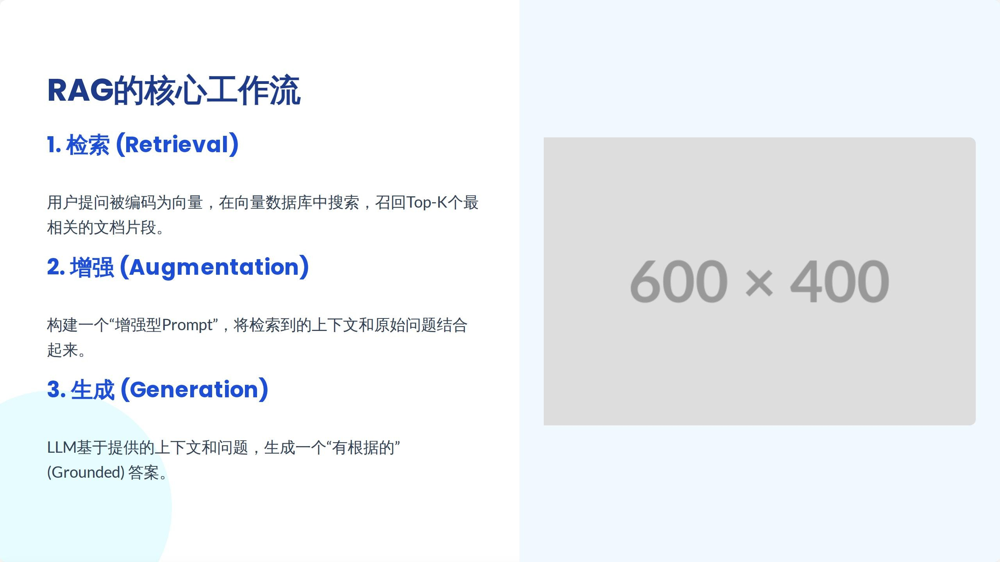 RAG的核心工作流
1. 检索 (Retrieval)
用户提问被编码为向量，在向量数据库中搜索，召回Top-K个最
相关的文档片段。
2. 增强 (Augmentation)
构建一个“增强型Prompt”，将检索到的上下文和原始问题结合
起来。
3. 生成 (Generation)
LLM基于提供的上下文和问题，生成一个“有根据的”
(Grounded) 答案。
600 × 400